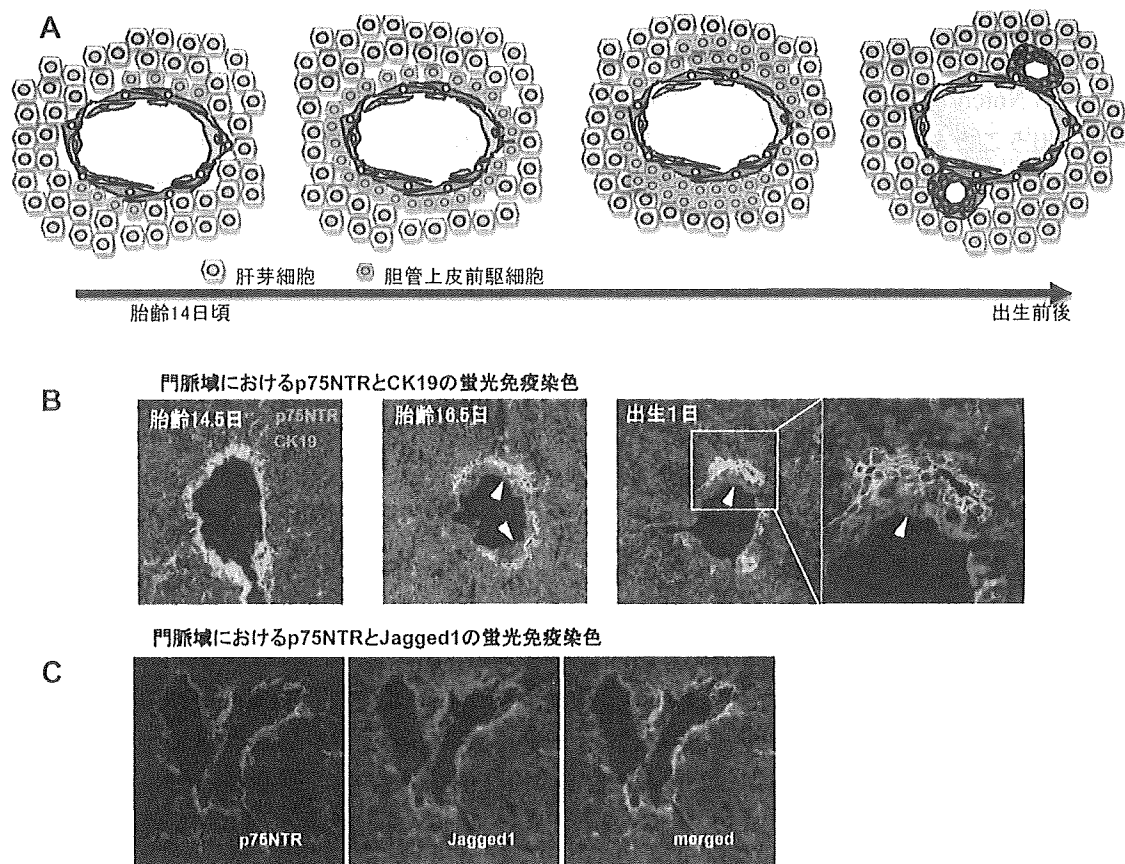 A
肝芽細胞
胆管上皮前駆細胞
胎齢14日頃
出生前後
B
門脈域におけるp75NTRとCK19の蛍光免疫染色
胎齢14.5日
p75NTR
CK19
胎齢16.5日
出生1日
C
門脈域におけるp75NTRとJagged1の蛍光免疫染色
p75NTR
Jagged1
merged